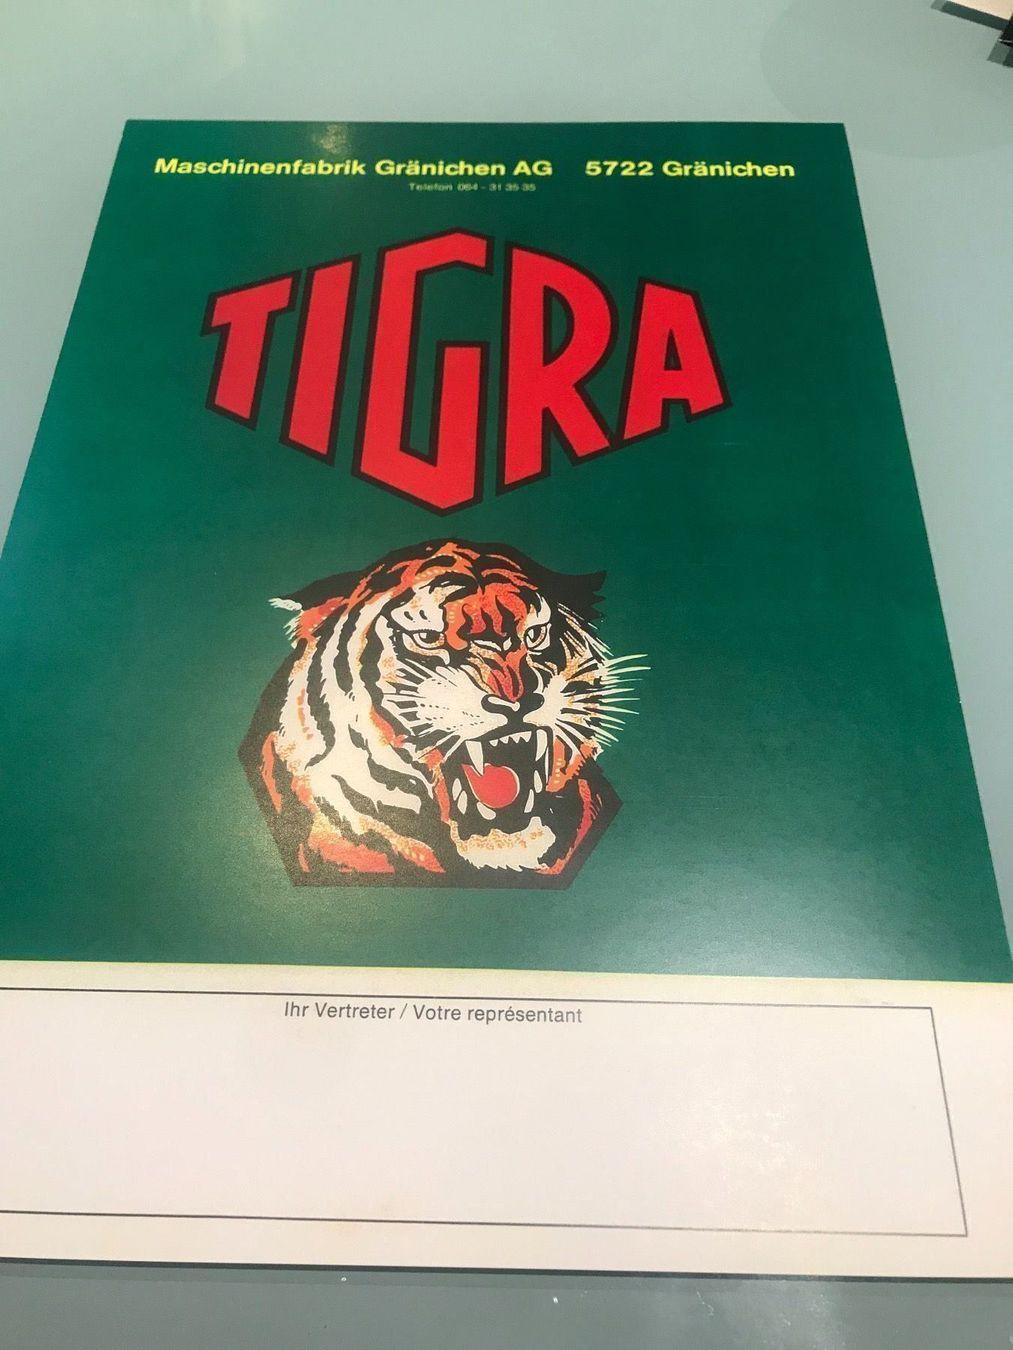 Maschinenfabrik Gränichen AG 5722 Gränichen
Telefon 064 - 31 35 35
TIGRA
Ihr Vertreter / Votre représentant